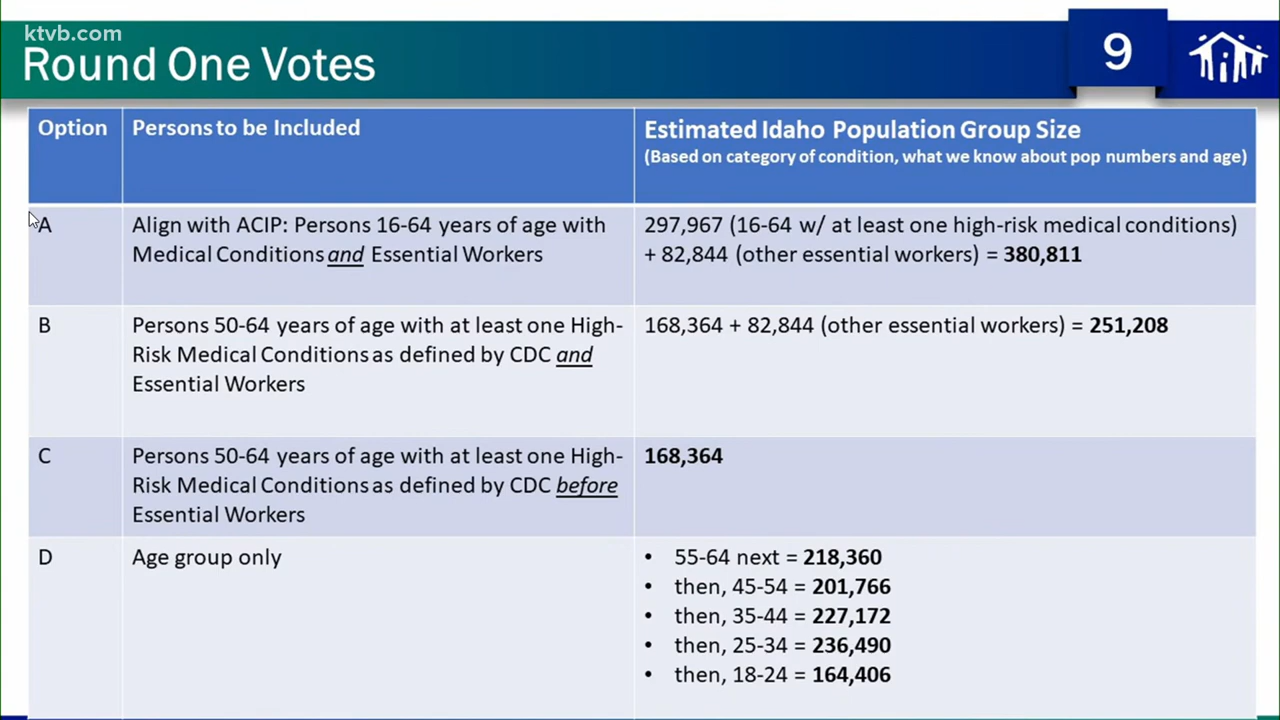 ktvb.com
Round One Votes
9
Option
Persons to be Included
Estimated Idaho Population Group Size
(Based on category of condition, what we know about pop numbers and age)
A
Align with ACIP: Persons 16-64 years of age with
Medical Conditions and Essential Workers
297,967 (16-64 w/ at least one high-risk medical conditions)
+ 82,844 (other essential workers) = 380,811
B
Persons 50-64 years of age with at least one High-
Risk Medical Conditions as defined by CDC and
Essential Workers
168,364 + 82,844 (other essential workers) = 251,208
C
Persons 50-64 years of age with at least one High-
Risk Medical Conditions as defined by CDC before
Essential Workers
168,364
D
Age group only
• 55-64 next = 218,360
• then, 45-54 = 201,766
• then, 35-44 = 227,172
• then, 25-34 = 236,490
• then, 18-24 = 164,406